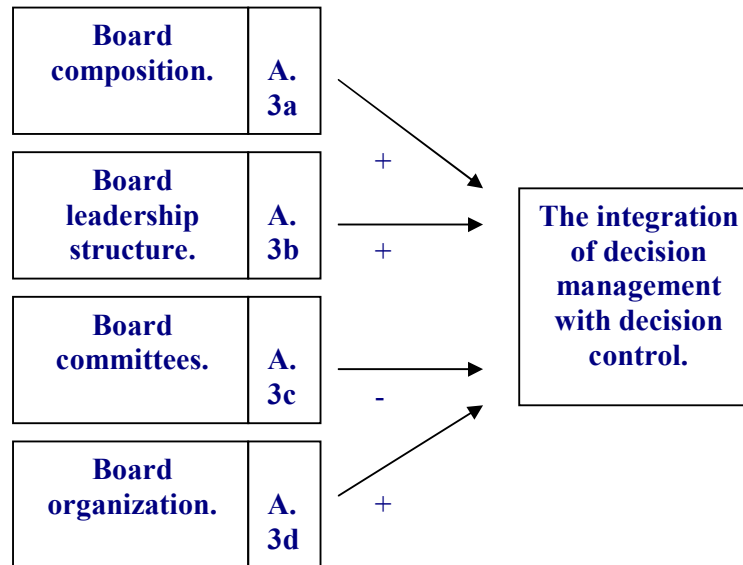 Board
composition.
A.
3a
+
Board
leadership
structure.
A.
3b
+
The integration
of decision
management
with decision
control.
Board
committees.
A.
3c
-
Board
organization.
A.
3d
+